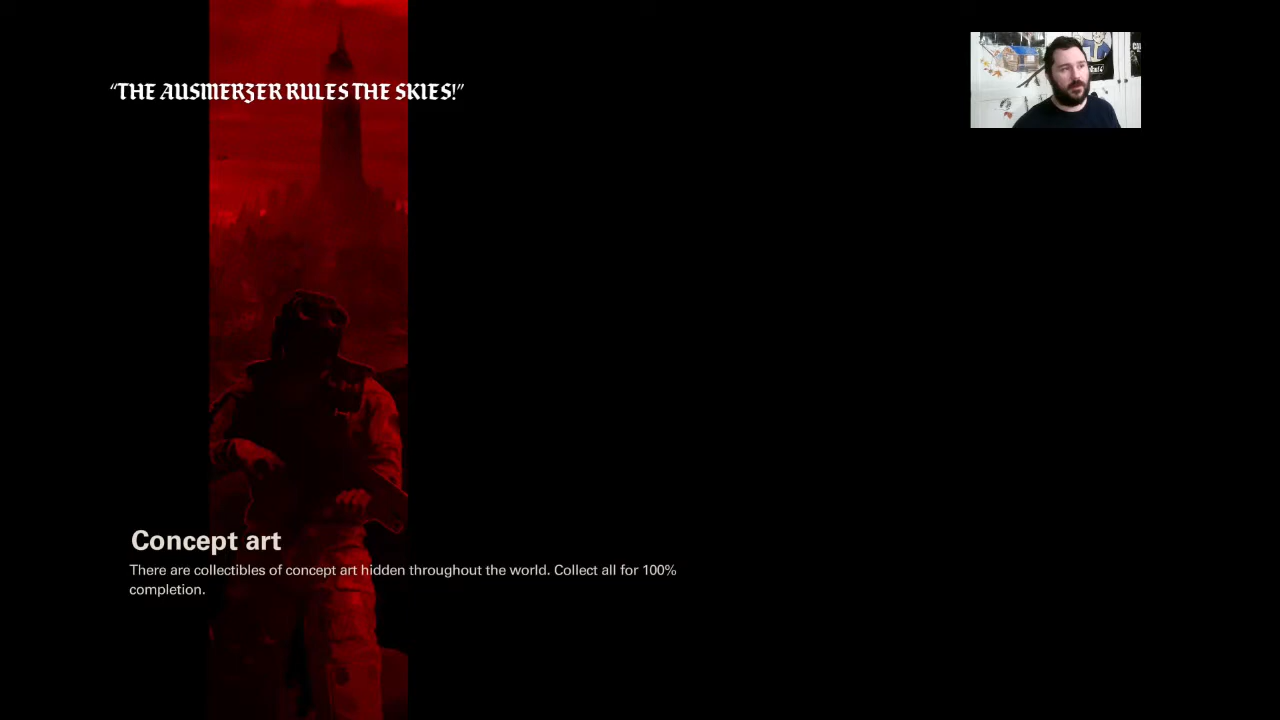 “THE AUSMERZER RULES THE SKIES!”
Concept art
There are collectibles of concept art hidden throughout the world. Collect all for 100%
completion.